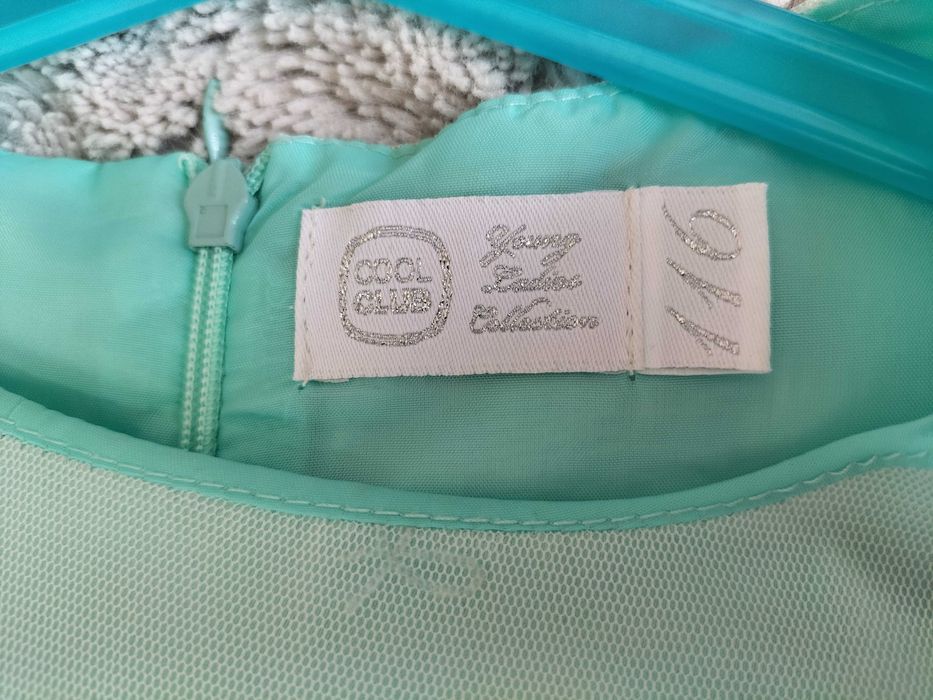 COOL
CLUB
Young
Ladies
Collection
116